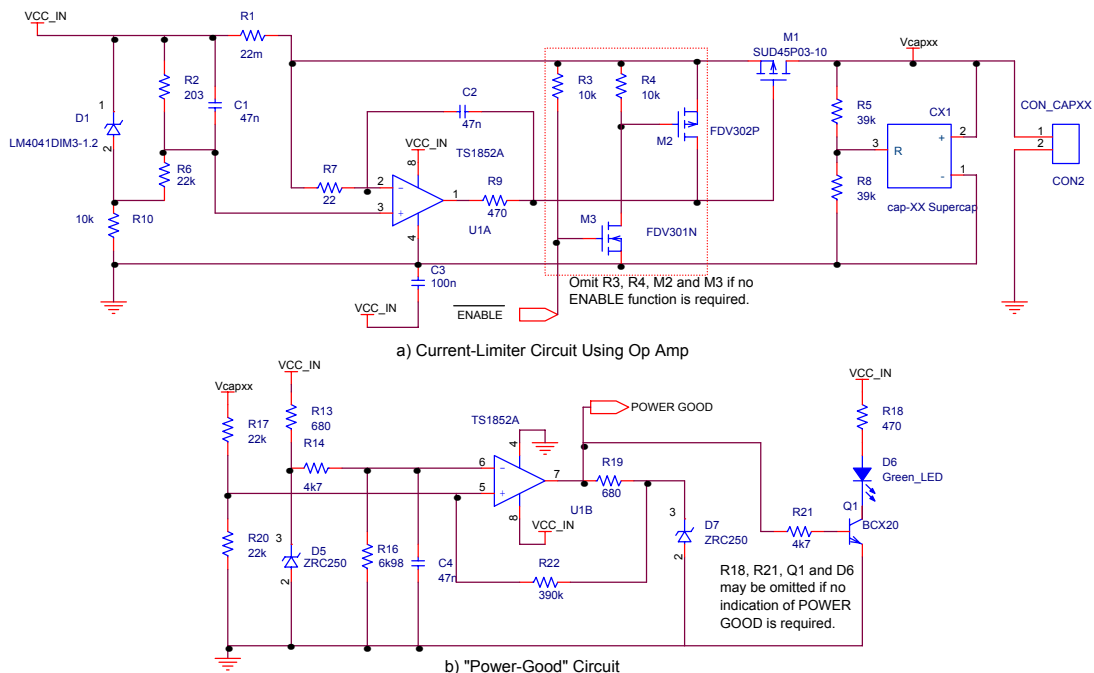 VCC_IN
R1
22m
R2
203
C1
47n
1
D1
2
LM4041DIM3-1.2
R6
22k
10k
R10
C2
47n
R7
22
VCC_IN
TS1852A
8
2
3
1
4
U1A
R9
470
C3
100n
VCC_IN
R3
10k
R4
10k
M2
FDV302P
M3
FDV301N
M1
SUD45P03-10
Omit R3, R4, M2 and M3 if no
ENABLE function is required.
ENABLE
Vcapxx
R5
39k
R8
39k
3
R
CX1
+
2
-
1
cap-XX Supercap
CON_CAPXX
1
2
CON2
a) Current-Limiter Circuit Using Op Amp
Vcapxx
R17
22k
R20
22k
VCC_IN
R13
680
R14
4k7
3
D5
ZRC250
2
R16
6k98
C4
47n
TS1852A
4
6
5
7
8
U1B
VCC_IN
POWER GOOD
R19
680
R22
390k
3
D7
ZRC250
2
VCC_IN
R18
470
D6
Green_LED
Q1
BCX20
R21
4k7
R18, R21, Q1 and D6
may be omitted if no
indication of POWER
GOOD is required.
b) "Power-Good" Circuit